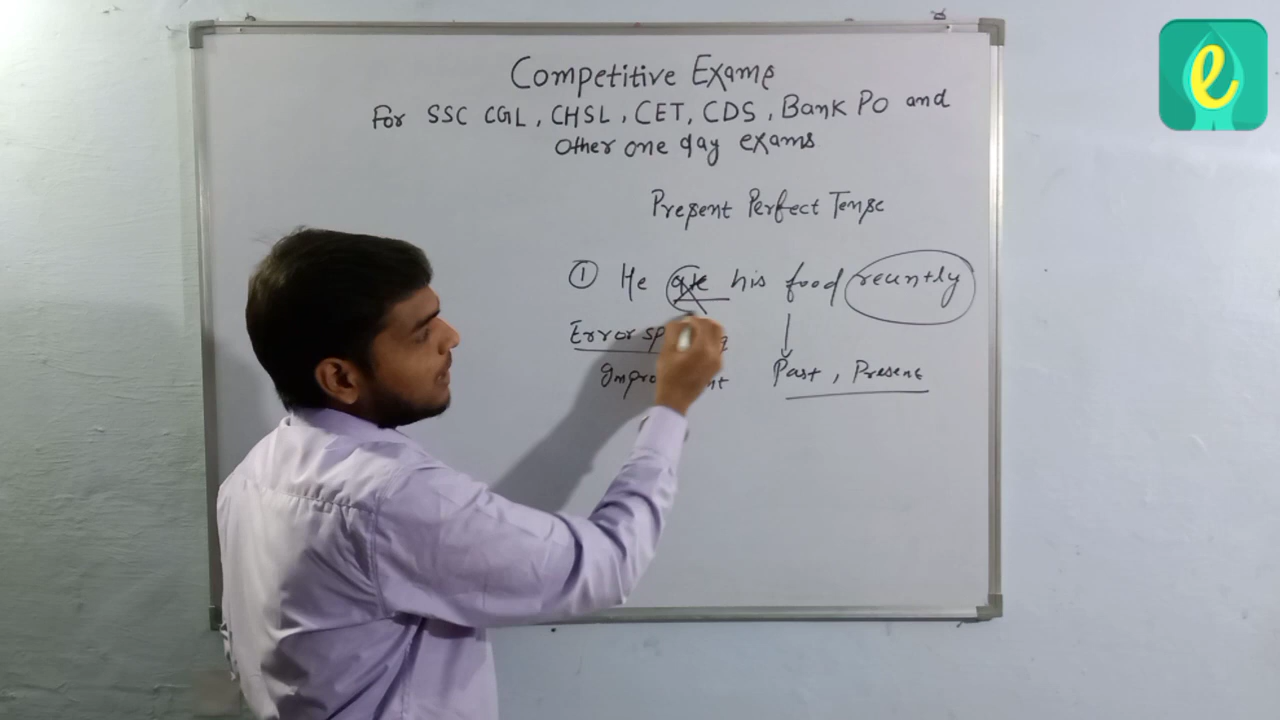 Competitive Exams
For SSC CGL, CHSL, CET, CDS, Bank PO and
Other one day exams
Present Perfect Tense
① He ate his food recently
Error
Past, Present
e